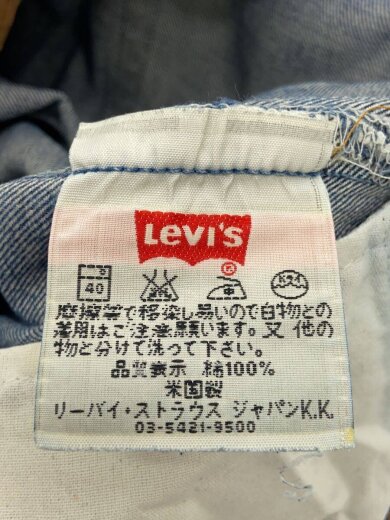 Levi's
40
ドライ
摩擦等で移染し易いので白物との
着用はご注意願います。又 他の
物と分けて洗って下さい。
品質表示 綿100%
米国製
リーバイ・ストラウス ジャパンK.K.
03-5421-9500